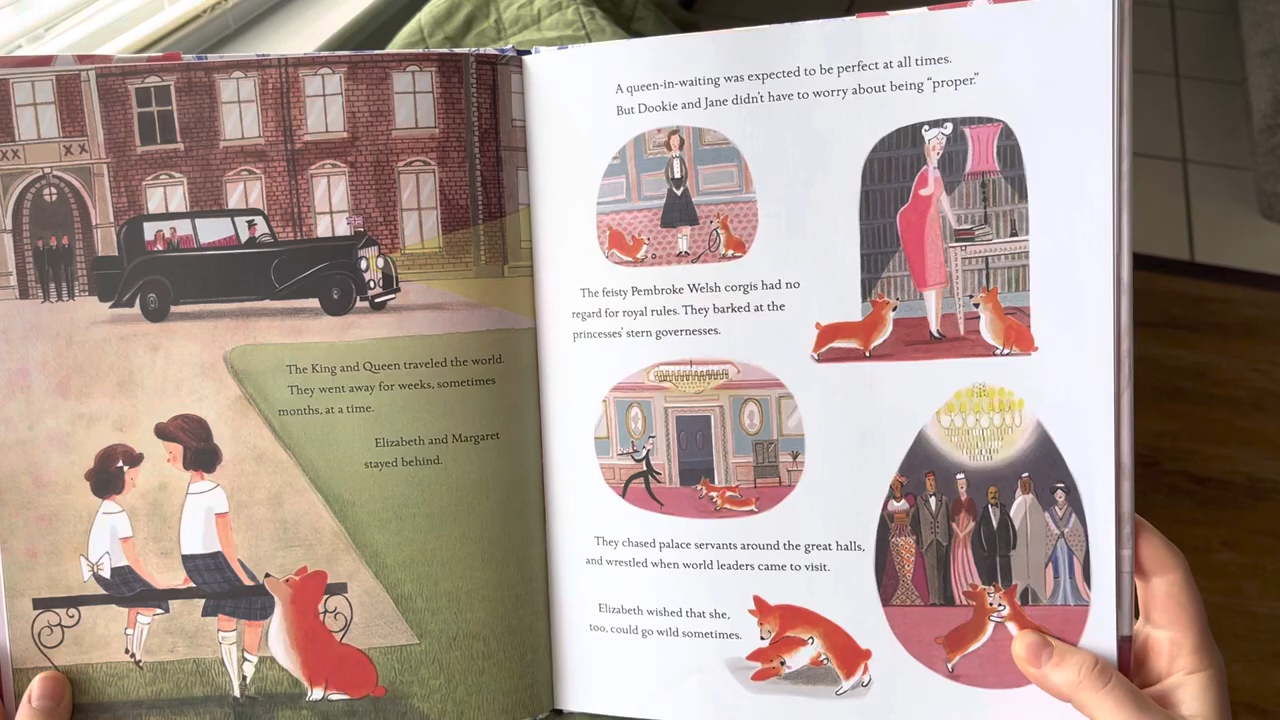 The King and Queen traveled the world.
They went away for weeks, sometimes
months, at a time.
Elizabeth and Margaret
stayed behind.
A queen-in-waiting was expected to be perfect at all times.
But Dookie and Jane didn't have to worry about being “proper.”
The feisty Pembroke Welsh corgis had no
regard for royal rules. They barked at the
princesses' stern governesses.
They chased palace servants around the great halls,
and wrestled when world leaders came to visit.
Elizabeth wished that she,
too, could go wild sometimes.